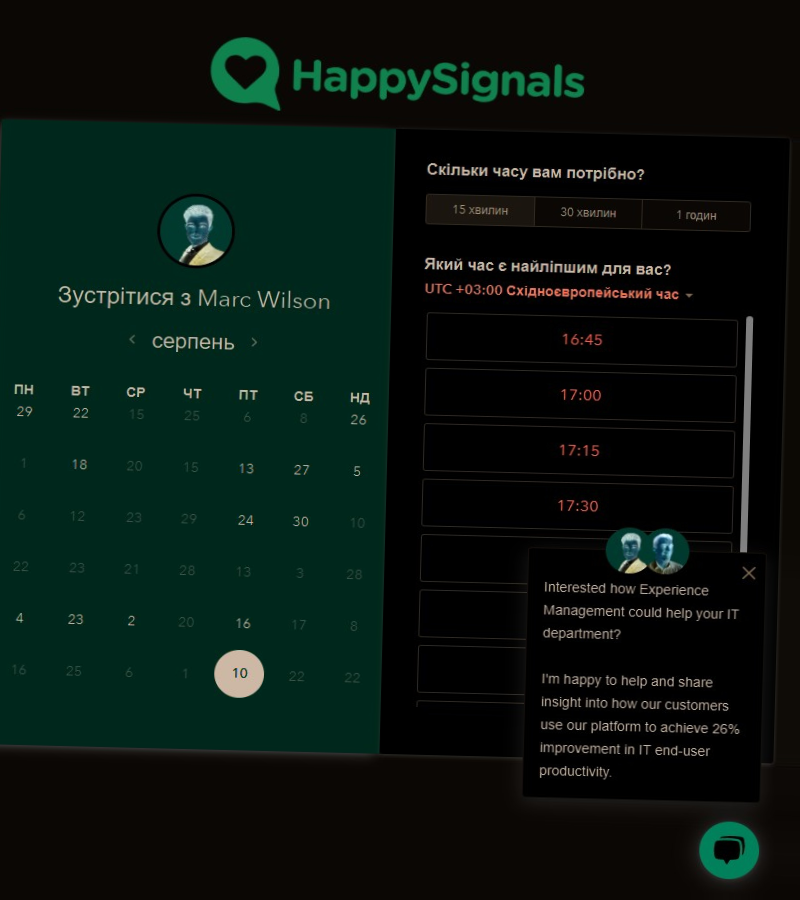 HappySignals
Зустрітися з Marc Wilson
серпень
ПН ВТ СР ЧТ ПТ СБ НД
29 22 15 25 6 8 26
1 18 20 15 13 27 5
6 12 23 29 24 30 10
22 23 21 28 13 3 28
4 23 2 20 16 17 8
16 25 6 1 10 22 22
Скільки часу вам потрібно?
15 хвилин 30 хвилин 1 годин
Який час є найліпшим для вас?
UTC +03:00 Східноєвропейський час
16:45
17:00
17:15
17:30
Interested how Experience
Management could help your IT
department?
I'm happy to help and share
insight into how our customers
use our platform to achieve 26%
improvement in IT end-user
productivity.